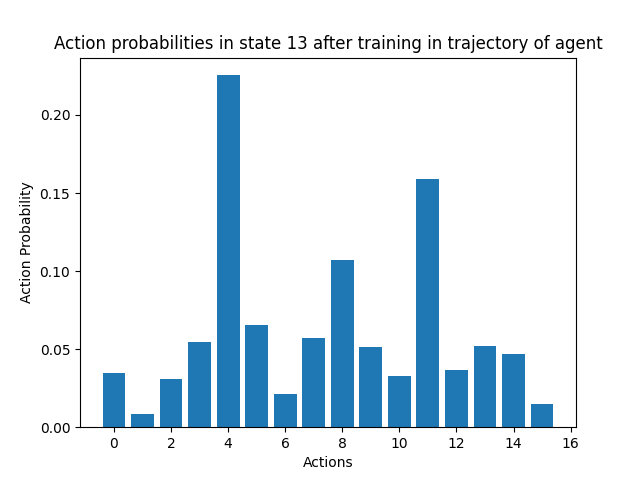 Action probabilities in state 13 after training in trajectory of agent
0.20
0.15
0.10
0.05
0.00
Action Probability
0 2 4 6 8 10 12 14 16
Actions